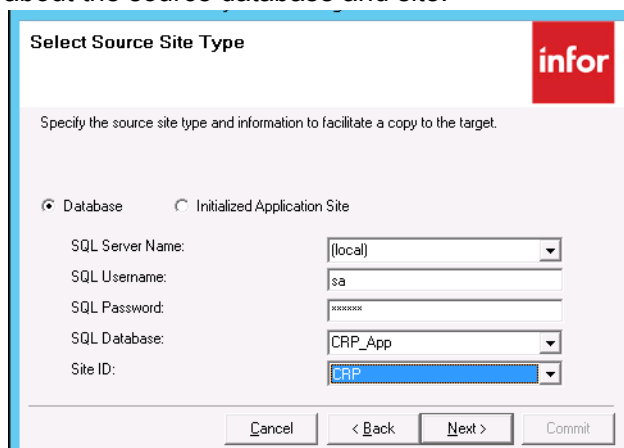 about the source database and site.
Select Source Site Type
infor
Specify the source site type and information to facilitate a copy to the target.
Database Initialized Application Site
SQL Server Name: (local)
SQL Username: sa
SQL Password: xxxxxx
SQL Database: CRP_App
Site ID: CRP
Cancel < Back Next > Commit